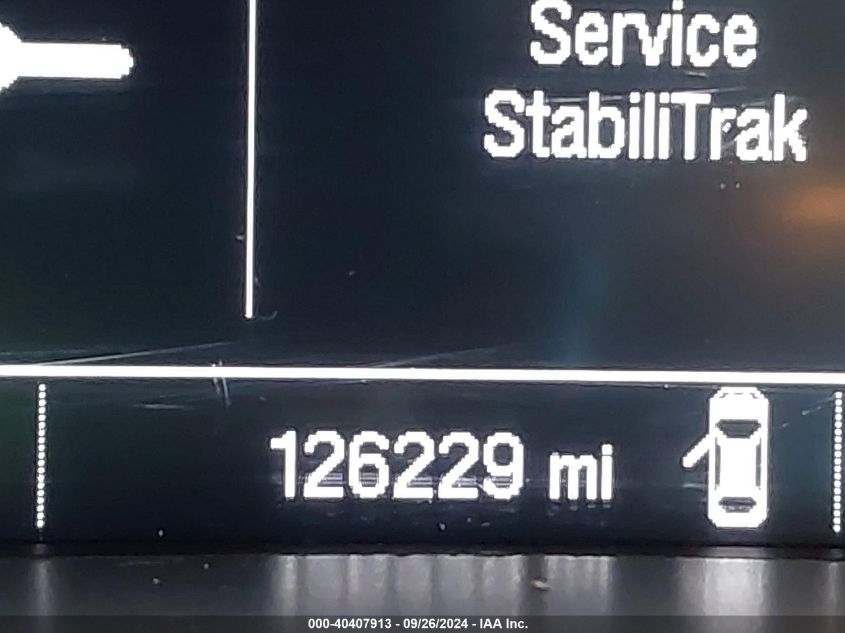 Service
StabiliTrak
126229 mi
000-40407913 - 09/26/2024 - IAA Inc.